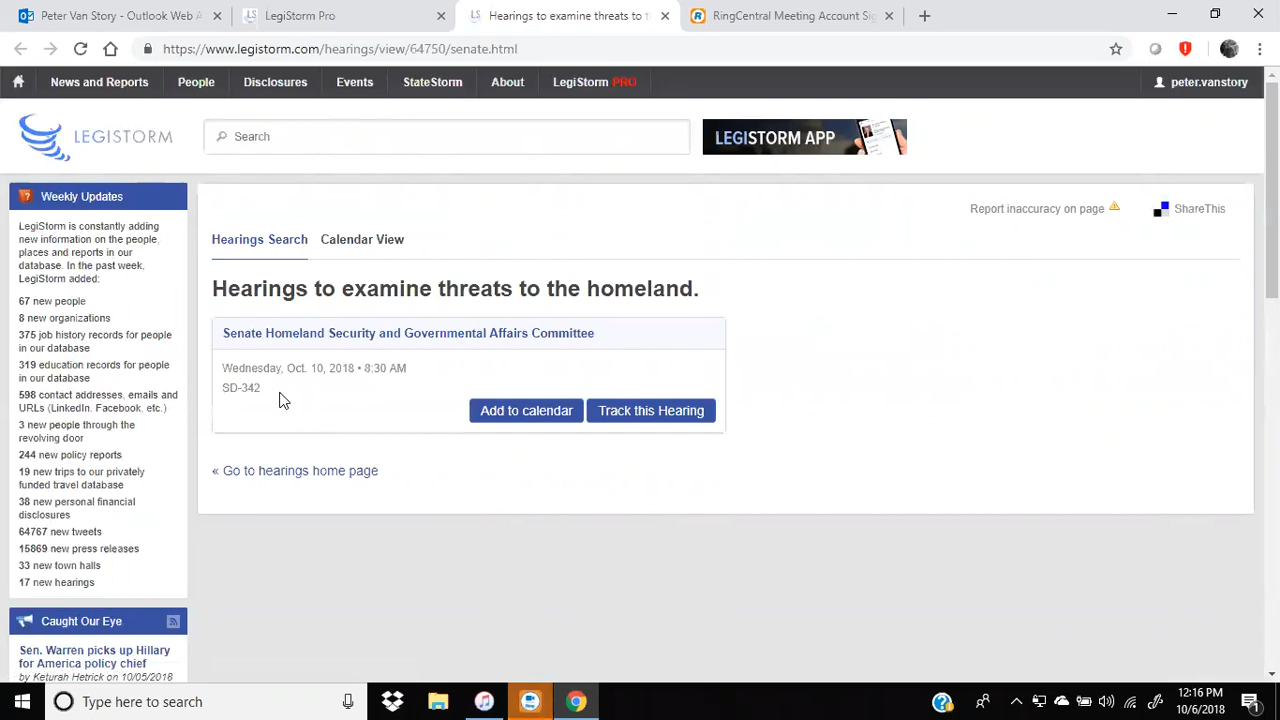 Peter Van Story - Outlook Web A
LegiStorm Pro
Hearings to examine threats to th
RingCentral Meeting Account Sig
https://www.legistorm.com/hearings/view/64750/senate.html
News and Reports
People
Disclosures
Events
StateStorm
About
LegiStorm PRO
peter.vanstory
LEGISTORM
Search
LEGISTORM APP
Weekly Updates
LegiStorm is constantly adding
new information on the people,
places and reports in our
database. In the past week,
LegiStorm added:
67 new people
8 new organizations
375 job history records for people
in our database
319 education records for people
in our database
598 contact addresses, emails and
URLs (LinkedIn, Facebook, etc.)
3 new people through the
revolving door
244 new policy reports
19 new trips to our privately
funded travel database
38 new personal financial
disclosures
64767 new tweets
15869 new press releases
33 new town halls
17 new hearings
Caught Our Eye
Sen. Warren picks up Hillary
for America policy chief
by Keturah Hetrick on 10/05/2018
Report inaccuracy on page
ShareThis
Hearings Search
Calendar View
Hearings to examine threats to the homeland.
Senate Homeland Security and Governmental Affairs Committee
Wednesday, Oct. 10, 2018 • 8:30 AM
SD-342
Add to calendar
Track this Hearing
« Go to hearings home page
Type here to search
12:16 PM
10/6/2018